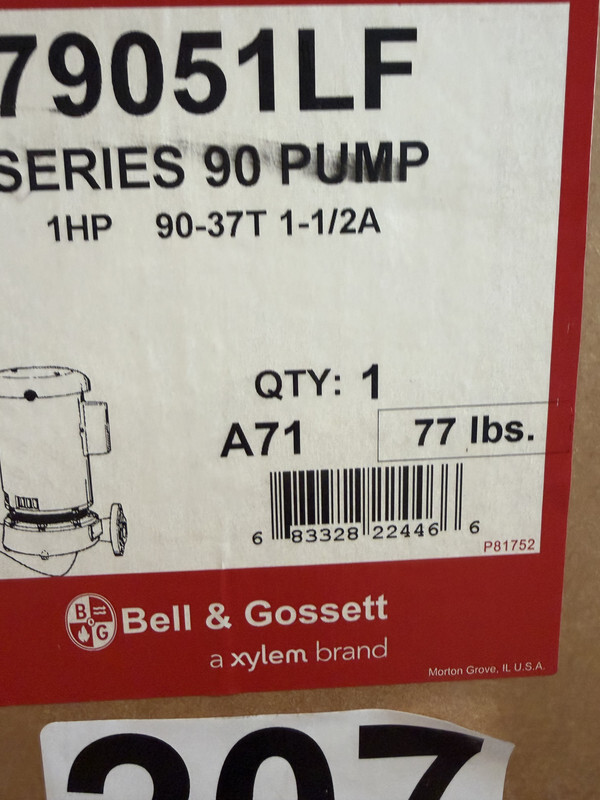 79051LF
SERIES 90 PUMP
1HP 90-37T 1-1/2A
QTY: 1
A71
77 lbs.
6 83328 22446 6
P81752
B G
Bell & Gossett
a xylem brand
Morton Grove, IL U.S.A.
207